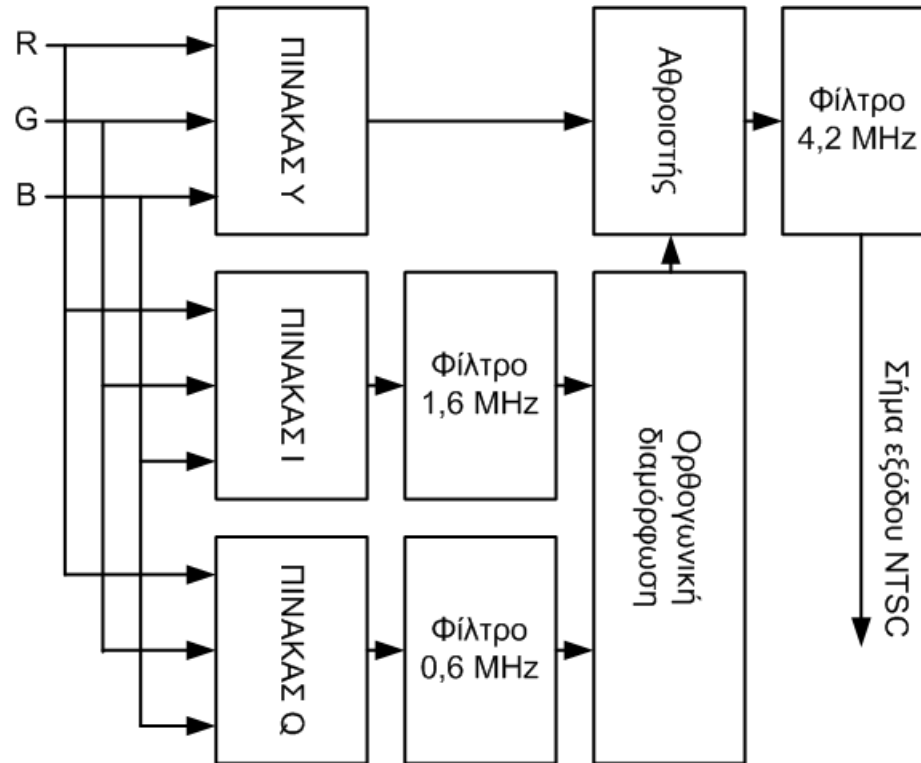 R
G
B
ΠΙΝΑΚΑΣ Υ
Αθροιστής
Φίλτρο
4,2 MHz
ΠΙΝΑΚΑΣ Ι
Φίλτρο
1,6 MHz
Ορθογωνική
διαμόρφωση
Σήμα εξόδου NTSC
ΠΙΝΑΚΑΣ Q
Φίλτρο
0,6 MHz